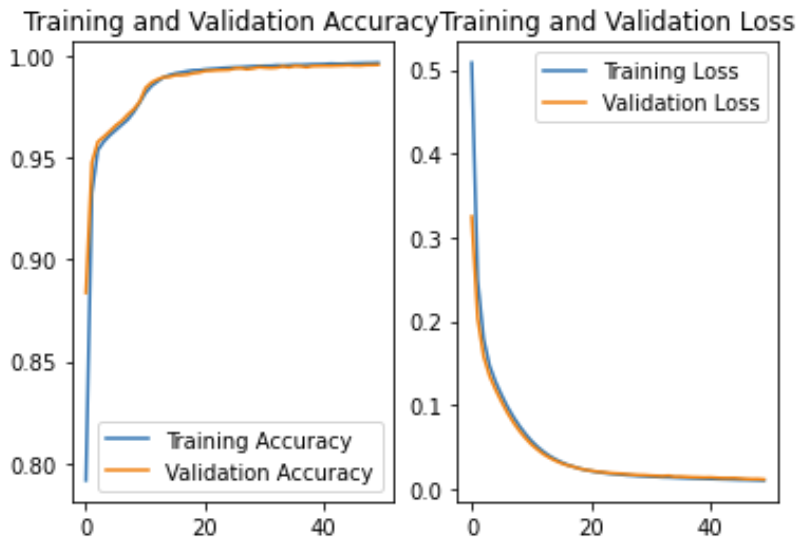 Training and Validation Accuracy
1.00
0.95
0.90
0.85
0.80
Training Accuracy
Validation Accuracy
0
20
40
Training and Validation Loss
0.5
0.4
0.3
0.2
0.1
0.0
Training Loss
Validation Loss
0
20
40